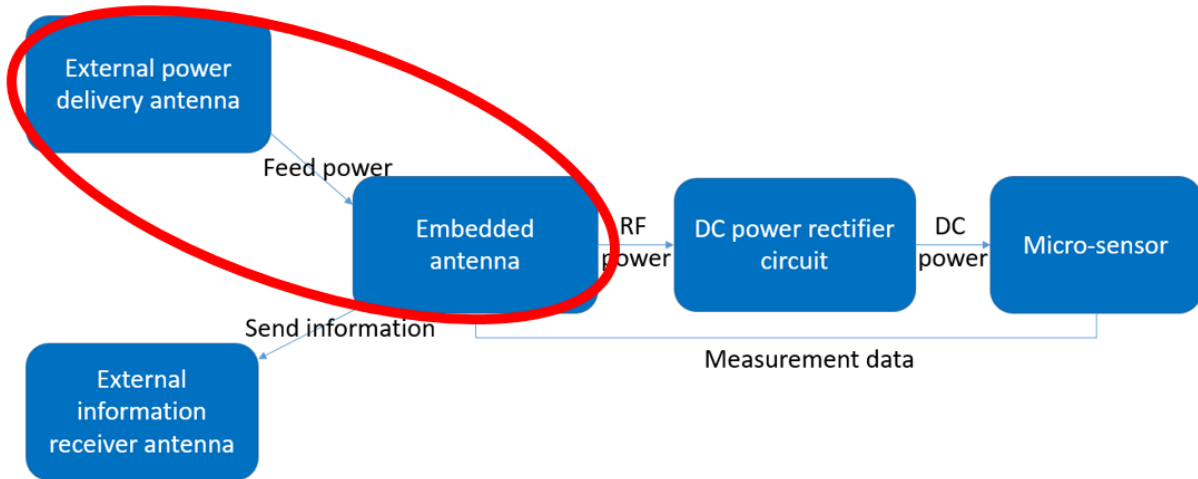 External power
delivery antenna
Feed power
Embedded
antenna
RF
power
DC power rectifier
circuit
DC
power
Micro-sensor
Send information
Measurement data
External
information
receiver antenna